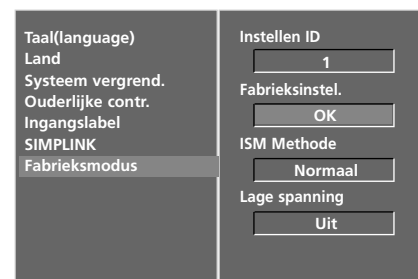 Taal(language)
Land
Systeem vergrend.
Ouderlijke contr.
Ingangslabel
SIMPLINK
Fabrieksmodus
Instellen ID
1
Fabrieksinstel.
OK
ISM Methode
Normaal
Lage spanning
Uit